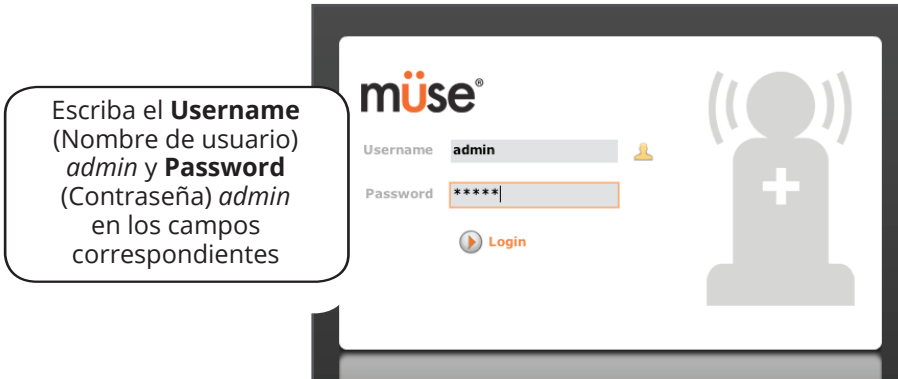 Escriba el Username
(Nombre de usuario)
admin y Password
(Contraseña) admin
en los campos
correspondientes
müse®
Username admin
Password *****
Login